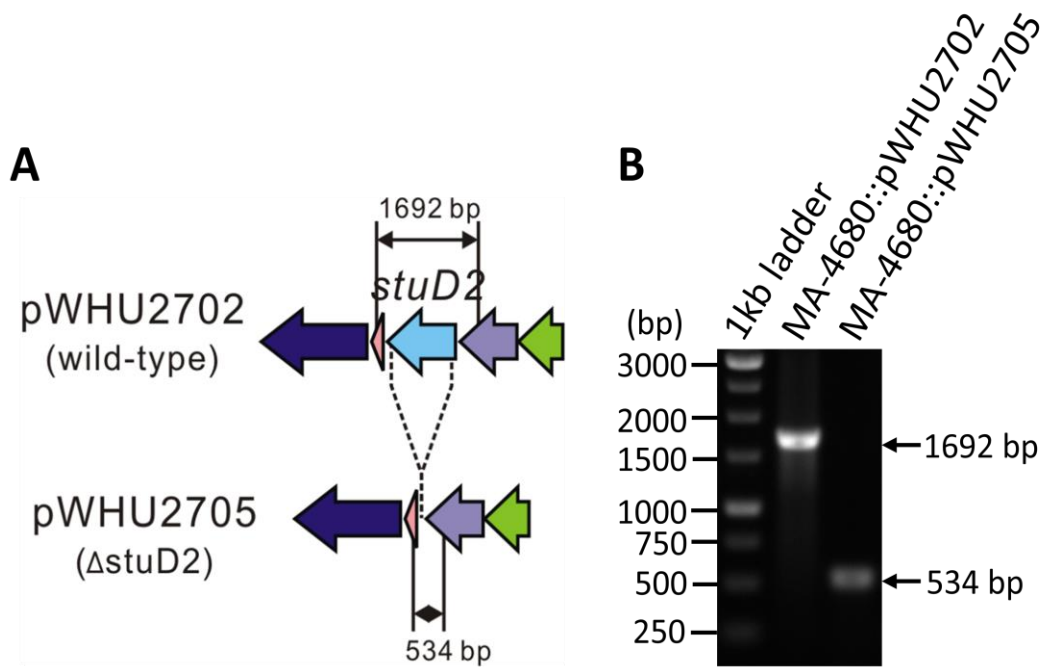 A
1692 bp
stuD2
pWHU2702
(wild-type)
pWHU2705
(ΔstuD2)
534 bp
B
(bp)
1kb ladder
MA-4680::pWHU2702
MA-4680::pWHU2705
3000
2000
1500
1000
750
500
250
1692 bp
534 bp